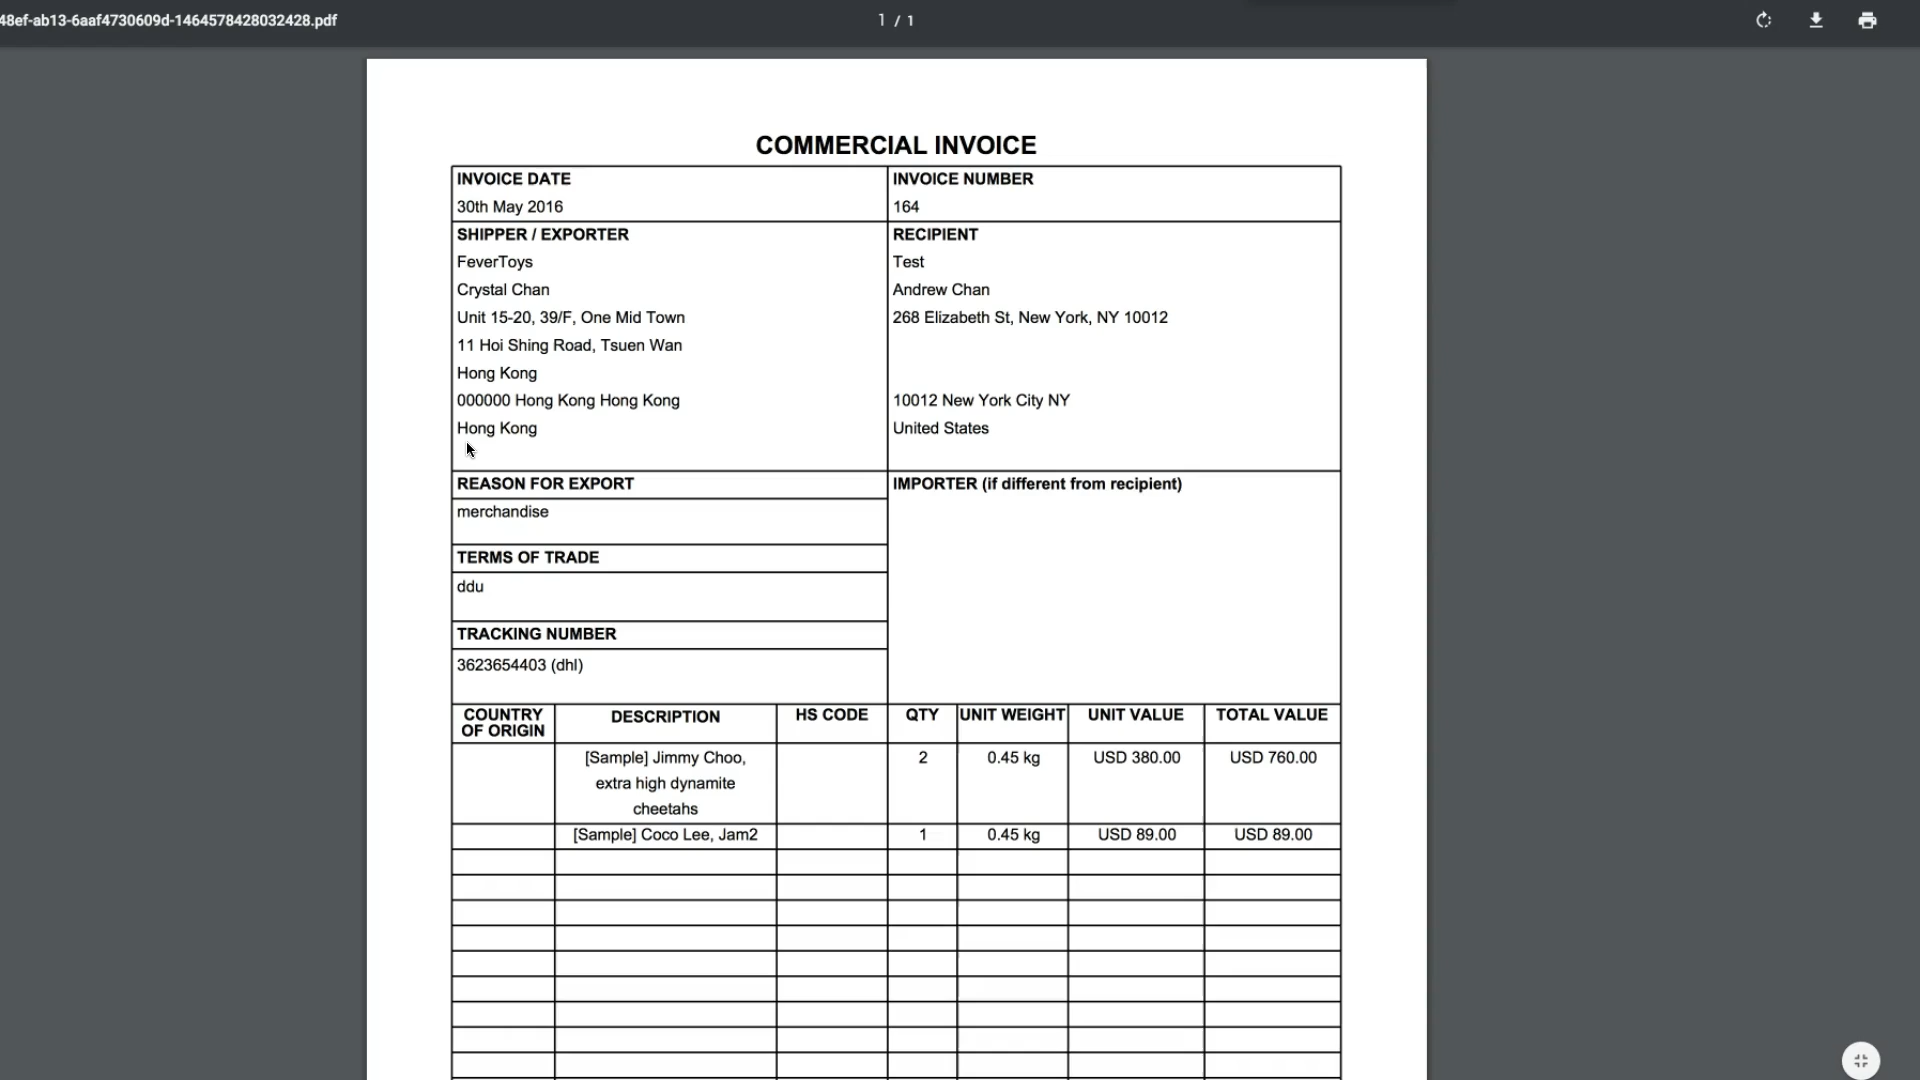 48ef-ab13-6aaf4730609d-1464578428032428.pdf
1 / 1
COMMERCIAL INVOICE
INVOICE DATE
30th May 2016
INVOICE NUMBER
164
SHIPPER / EXPORTER
FeverToys
Crystal Chan
Unit 15-20, 39/F, One Mid Town
11 Hoi Shing Road, Tsuen Wan
Hong Kong
000000 Hong Kong Hong Kong
Hong Kong
RECIPIENT
Test
Andrew Chan
268 Elizabeth St, New York, NY 10012
10012 New York City NY
United States
REASON FOR EXPORT
merchandise
TERMS OF TRADE
ddu
TRACKING NUMBER
3623654403 (dhl)
IMPORTER (if different from recipient)
COUNTRY
OF ORIGIN
DESCRIPTION
HS CODE
QTY
UNIT WEIGHT
UNIT VALUE
TOTAL VALUE
[Sample] Jimmy Choo,
extra high dynamite
cheetahs
2
0.45 kg
USD 380.00
USD 760.00
[Sample] Coco Lee, Jam2
1
0.45 kg
USD 89.00
USD 89.00